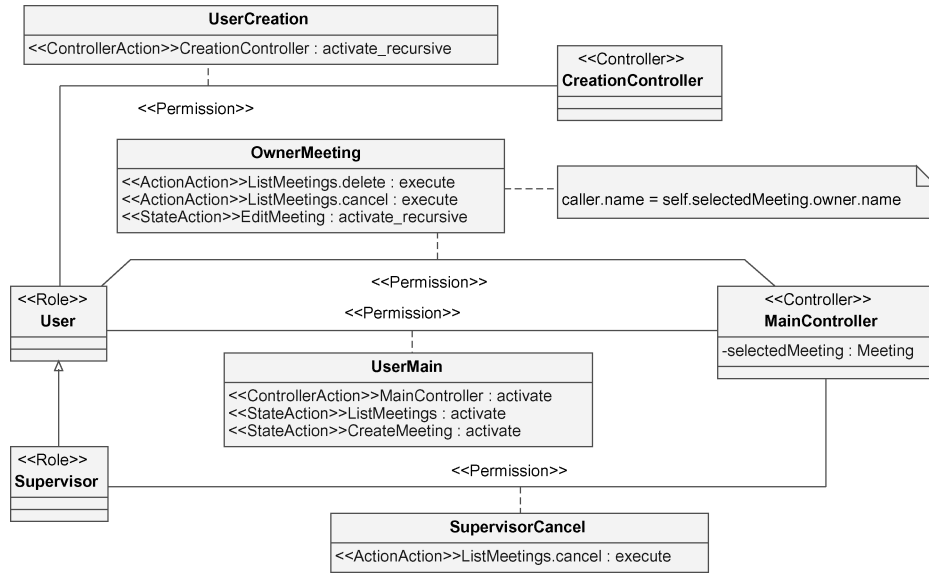 UserCreation
<<ControllerAction>>CreationController : activate_recursive
<<Controller>>
CreationController
<<Permission>>
OwnerMeeting
<<ActionAction>>ListMeetings.delete : execute
<<ActionAction>>ListMeetings.cancel : execute
<<StateAction>>EditMeeting : activate_recursive
caller.name = self.selectedMeeting.owner.name
<<Permission>>
<<Role>>
User
<<Permission>>
<<Controller>>
MainController
-selectedMeeting : Meeting
UserMain
<<ControllerAction>>MainController : activate
<<StateAction>>ListMeetings : activate
<<StateAction>>CreateMeeting : activate
<<Role>>
Supervisor
<<Permission>>
SupervisorCancel
<<ActionAction>>ListMeetings.cancel : execute